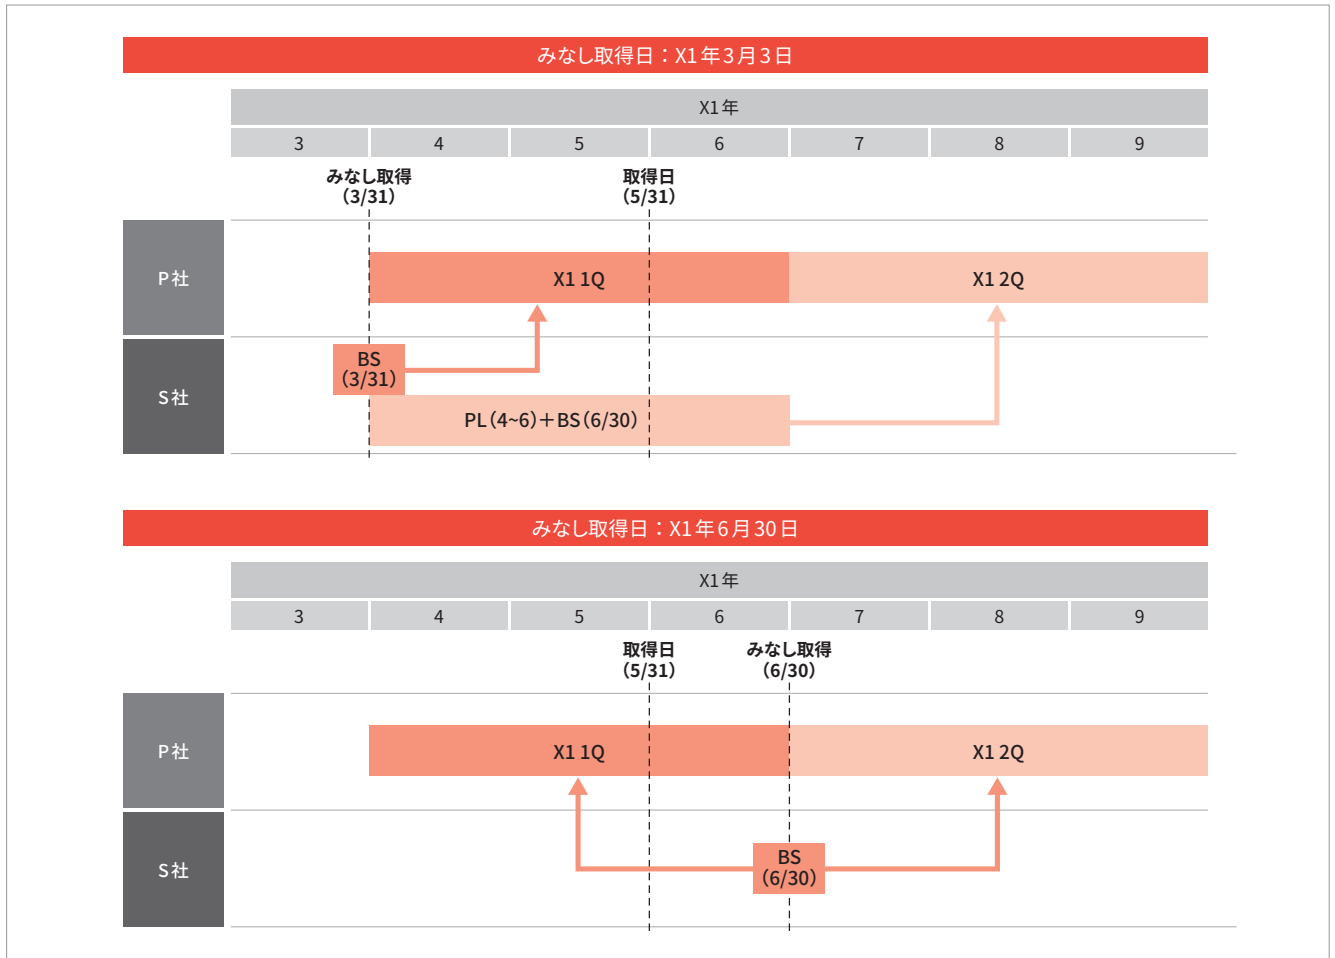 みなし取得日：X1年3月3日
X1年
3 4 5 6 7 8 9
みなし取得
（3/31）
取得日
（5/31）
P社
X1 1Q
X1 2Q
BS
（3/31）
S社
PL（4~6）＋BS（6/30）
みなし取得日：X1年6月30日
X1年
3 4 5 6 7 8 9
取得日
（5/31）
みなし取得
（6/30）
P社
X1 1Q
X1 2Q
S社
BS
（6/30）